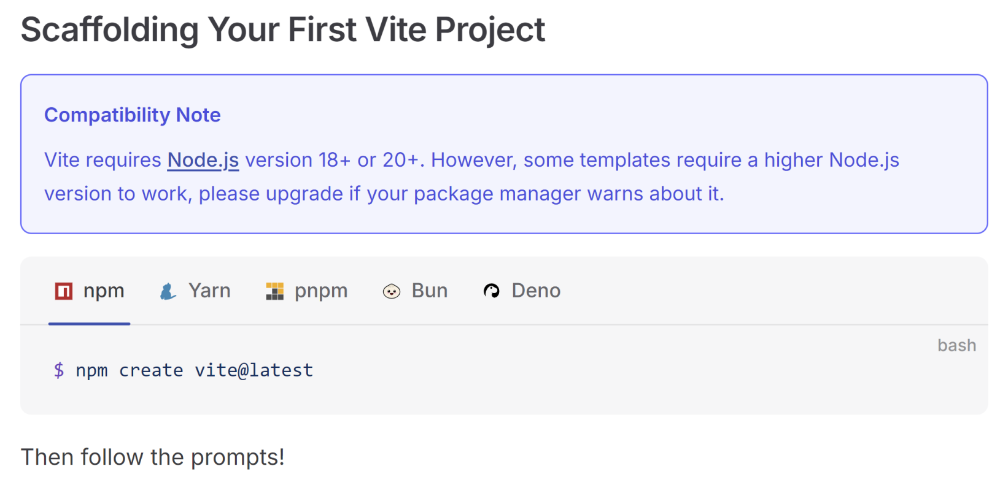 Scaffolding Your First Vite Project
Compatibility Note
Vite requires Node.js version 18+ or 20+. However, some templates require a higher Node.js
version to work, please upgrade if your package manager warns about it.
npm Yarn pnpm Bun Deno
bash
$ npm create vite@latest
Then follow the prompts!